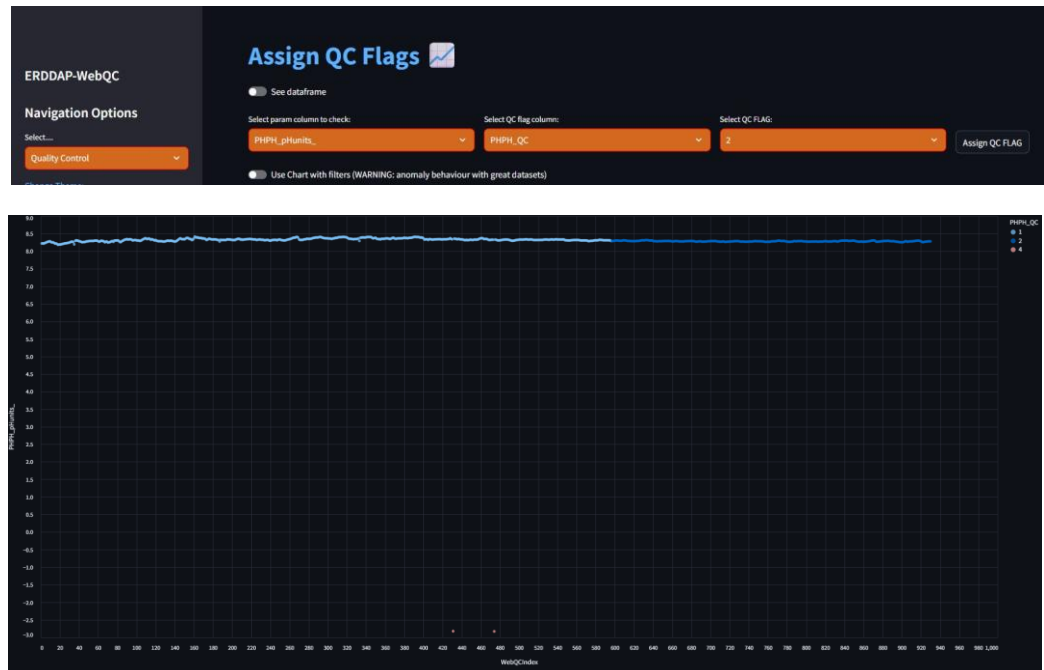 ERDDAP-WebQC
Navigation Options
Select....
Quality Control
Change Theme:
Assign QC Flags
See dataframe
Select param column to check:
PHPH_pHunits_
Select QC flag column:
PHPH_QC
Select QC FLAG:
2
Assign QC FLAG
Use Chart with filters (WARNING: anomaly behaviour with great datasets)
PHPH_QC
1
2
4
9.0
8.5
8.0
7.5
7.0
6.5
6.0
5.5
5.0
4.5
4.0
3.5
3.0
2.5
2.0
1.5
1.0
0.5
0.0
-0.5
-1.0
-1.5
-2.0
-2.5
-3.0
PHPH_pHunits_
0 20 40 60 80 100 120 140 160 180 200 220 240 260 280 300 320 340 360 380 400 420 440 460 480 500 520 540 560 580 600 620 640 660 680 700 720 740 760 780 800 820 840 860 880 900 920 940 960 980 1,000
WebQCIndex